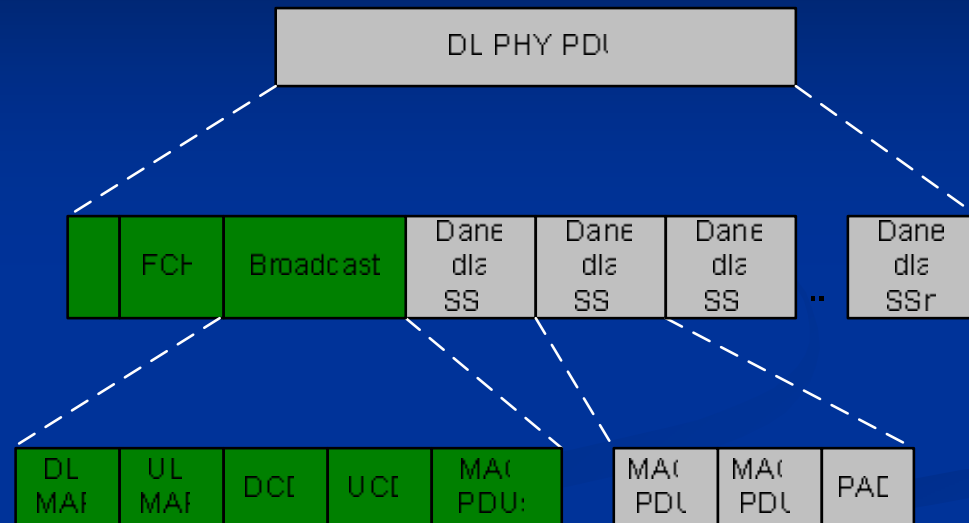 DL PHY PDU
FCH
Broadcast
Dane
dla
SS
Dane
dla
SS
Dane
dla
SS
..
Dane
dla
SSn
DL
MAP
UL
MAP
DCD
UCD
MAC
PDUs
MAC
PDU
MAC
PDU
PAD